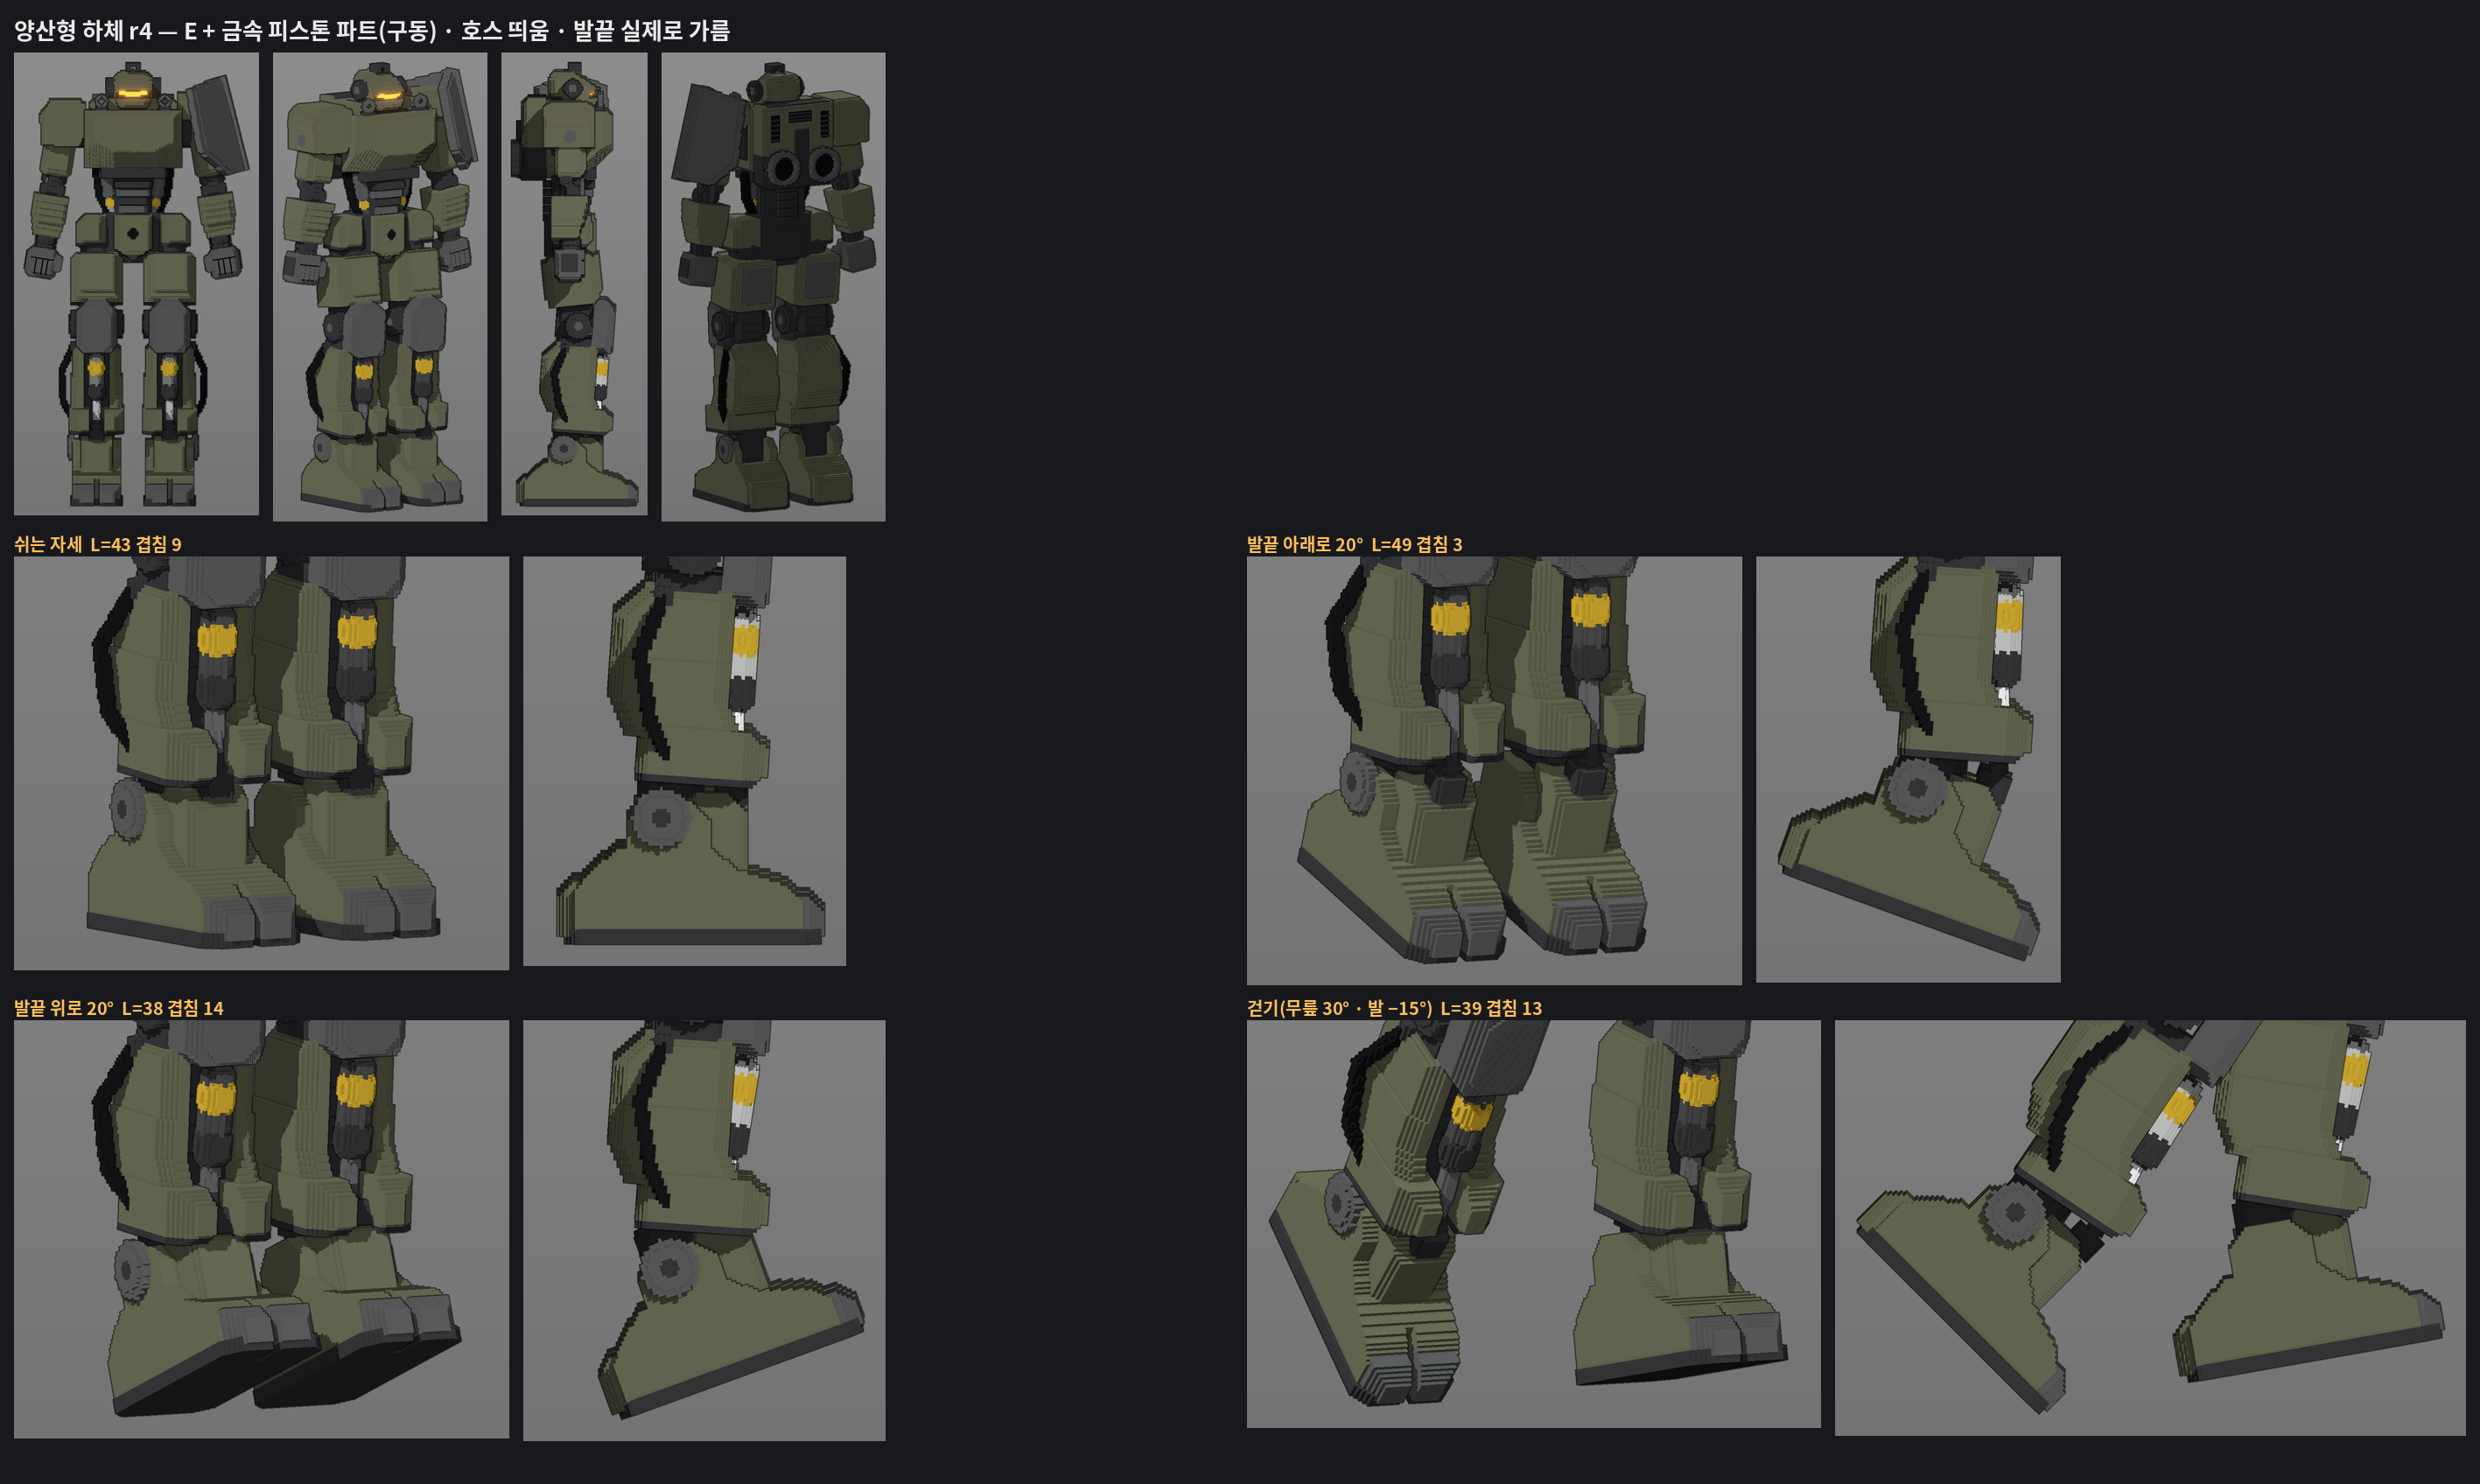 양산형 하체 r4 — E + 금속 피스톤 파트(구동) · 호스 띄움 · 발끝 실제로 가름
쉬는 자세 L=43 겹침 9
발끝 아래로 20° L=49 겹침 3
발끝 위로 20° L=38 겹침 14
걷기(무릎 30° · 발 −15°) L=39 겹침 13